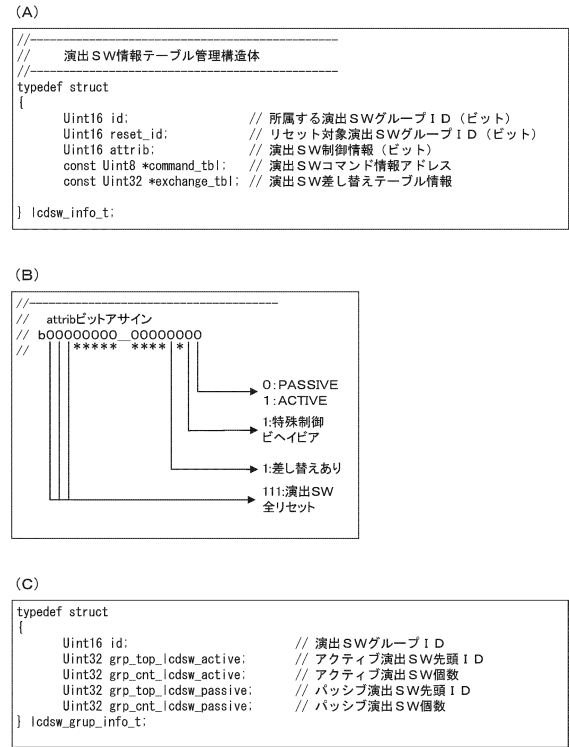 (A)
//------------------------------------------
//　　演出ＳＷ情報テーブル管理構造体
//------------------------------------------
typedef struct
{
Uint16 id; // 所属する演出ＳＷグループＩＤ（ビット）
Uint16 reset_id; // リセット対象演出ＳＷグループＩＤ（ビット）
Uint16 attrib; // 演出ＳＷ制御情報（ビット）
const Uint8 *command_tbl; // 演出ＳＷコマンド情報アドレス
const Uint32 *exchange_tbl; // 演出ＳＷ差し替えテーブル情報
} lcdsw_info_t;
(B)
//------------------------------------------
// attribビットアサイン
// b00000000__00000000
// ***** **** *
0:PASSIVE
1:ACTIVE
1:特殊制御
ビヘイビア
1:差し替えあり
111:演出SW
全リセット
(C)
typedef struct
{
Uint16 id; // 演出ＳＷグループＩＤ
Uint32 grp_top_lcdsw_active; // アクティブ演出ＳＷ先頭ＩＤ
Uint32 grp_cnt_lcdsw_active; // アクティブ演出ＳＷ個数
Uint32 grp_top_lcdsw_passive; // パッシブ演出ＳＷ先頭ＩＤ
Uint32 grp_cnt_lcdsw_passive; // パッシブ演出ＳＷ個数
} lcdsw_grup_info_t;